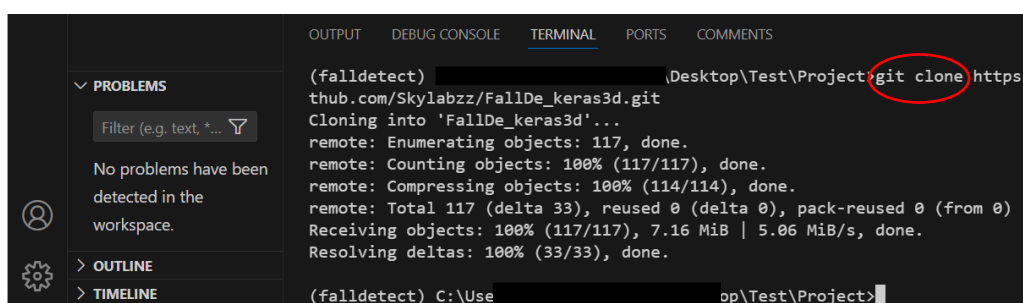 OUTPUT DEBUG CONSOLE TERMINAL PORTS COMMENTS
PROBLEMS
Filter (e.g. text, *...
No problems have been
detected in the
workspace.
OUTLINE
TIMELINE
(falldetect) \Desktop\Test\Project>git clone https
thub.com/Skylabzz/FallDe_keras3d.git
Cloning into 'FallDe_keras3d'...
remote: Enumerating objects: 117, done.
remote: Counting objects: 100% (117/117), done.
remote: Compressing objects: 100% (114/114), done.
remote: Total 117 (delta 33), reused 0 (delta 0), pack-reused 0 (from 0)
Receiving objects: 100% (117/117), 7.16 MiB | 5.06 MiB/s, done.
Resolving deltas: 100% (33/33), done.
(falldetect) C:\Use op\Test\Project>